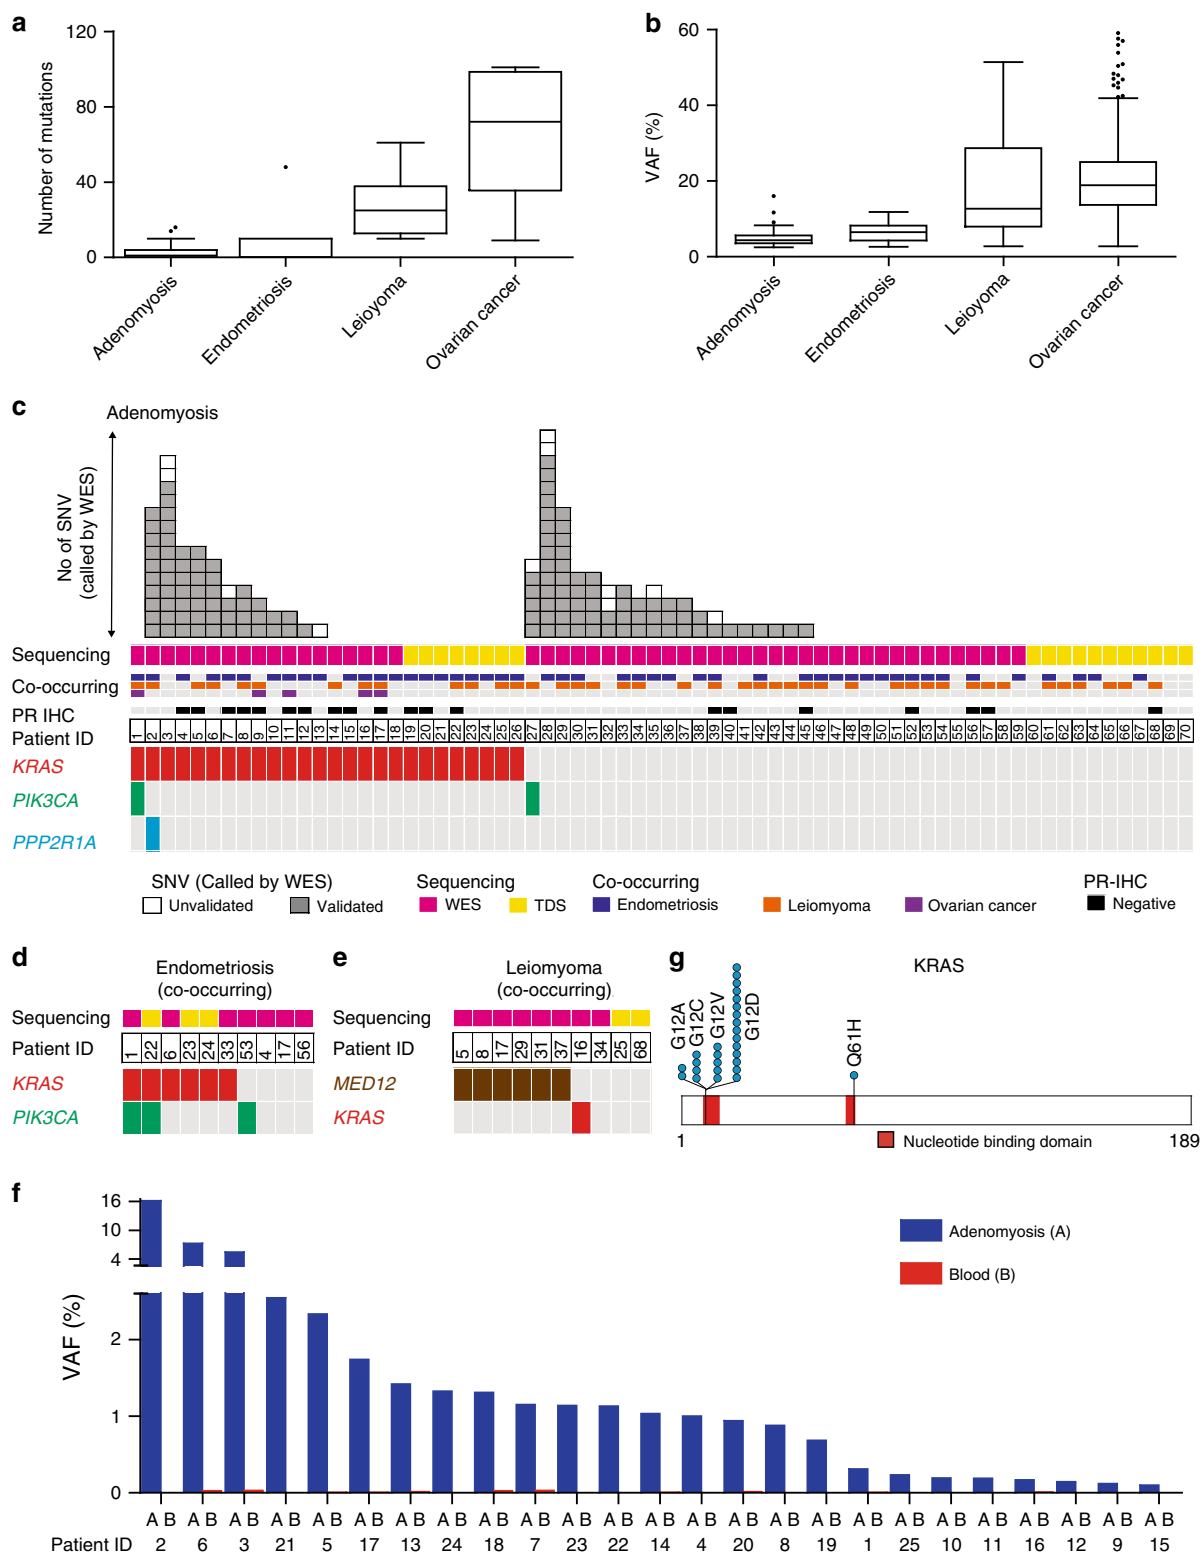 a
120
80
40
0
Number of mutations
Adenomyosis
Endometriosis
Leioyoma
Ovarian cancer
b
60
40
20
0
VAF (%)
Adenomyosis
Endometriosis
Leioyoma
Ovarian cancer
c
Adenomyosis
No of SNV
(called by WES)
Sequencing
Co-occurring
PR IHC
Patient ID 1 2 3 4 5 6 7 8 9 10 11 12 13 14 15 16 17 18 19 20 21 22 23 24 25 26 27 28 29 30 31 32 33 34 35 36 37 38 39 40 42 43 44 45 46 47 48 49 50 51 52 53 54 55 56 57 58 59 60 61 62 63 64 65 66 67 68 69 70
KRAS
PIK3CA
PPP2R1A
SNV (Called by WES) Sequencing Co-occurring PR-IHC
Unvalidated Validated WES TDS Endometriosis Leiomyoma Ovarian cancer Negative
d
Endometriosis
(co-occurring)
Sequencing
Patient ID 1 22 6 23 24 33 53 4 17 56
KRAS
PIK3CA
e
Leiomyoma
(co-occurring)
Sequencing
Patient ID 5 8 17 29 31 37 16 34 25 68
MED12
KRAS
g
KRAS
G12A
G12C
G12V
G12D
Q61H
1
189
Nucleotide binding domain
f
16
10
4
2
1
0
VAF (%)
Adenomyosis (A)
Blood (B)
A B A B A B A B A B A B A B A B A B A B A B A B A B A B A B A B A B A B A B A B A B A B A B A B A B
Patient ID 2 6 3 21 5 17 13 24 18 7 23 22 14 4 20 8 19 1 25 10 11 16 12 9 15